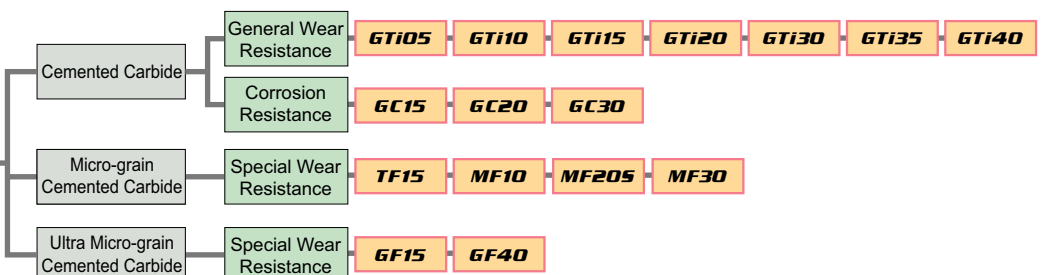 Cemented Carbide
General Wear
Resistance
GTi05 GTi10 GTi15 GTi20 GTi30 GTi35 GTi40
Corrosion
Resistance
GC15 GC20 GC30
Micro-grain
Cemented Carbide
Special Wear
Resistance
TF15 MF10 MF20S MF30
Ultra Micro-grain
Cemented Carbide
Special Wear
Resistance
GF15 GF40